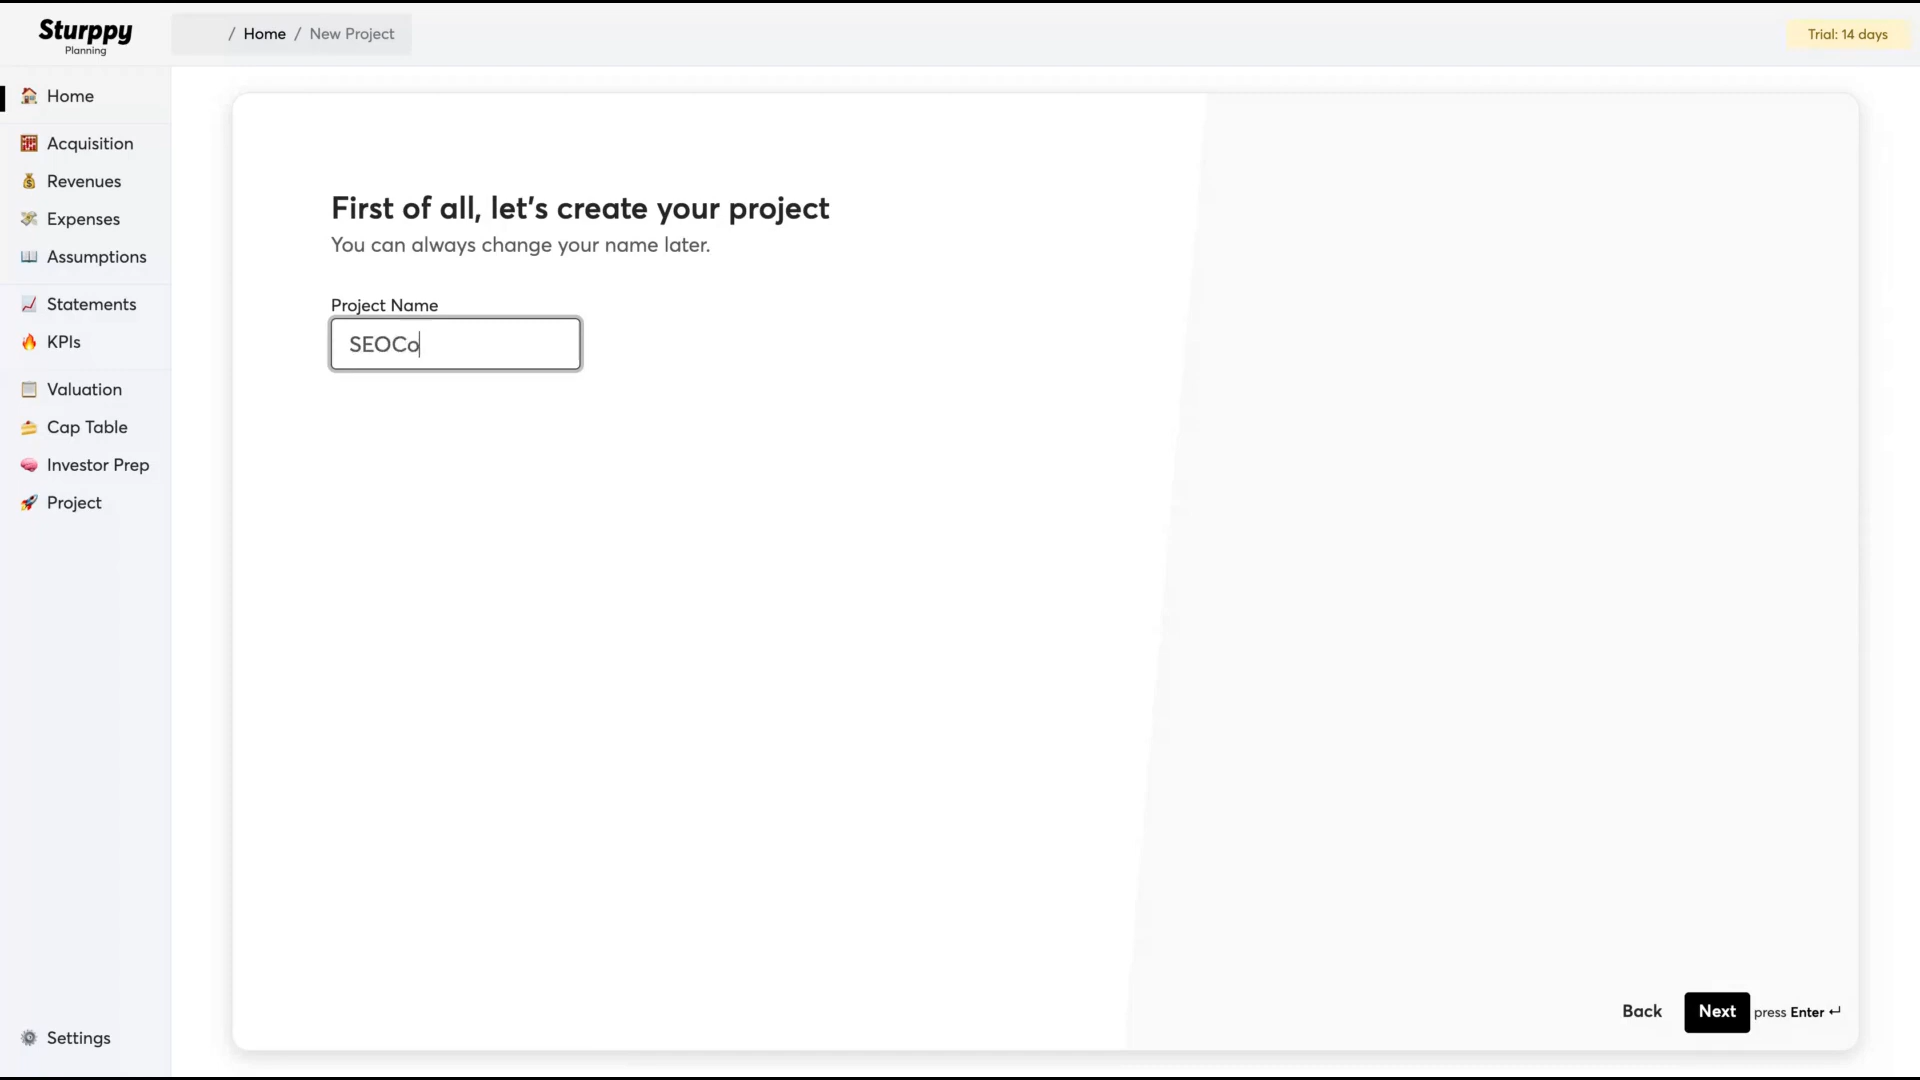 Sturppy
Planning
/ Home / New Project
Trial: 14 days
Home
Acquisition
Revenues
Expenses
Assumptions
Statements
KPIs
Valuation
Cap Table
Investor Prep
Project
Settings
First of all, let's create your project
You can always change your name later.
Project Name
SEOCo
Back
Next
press Enter ↵